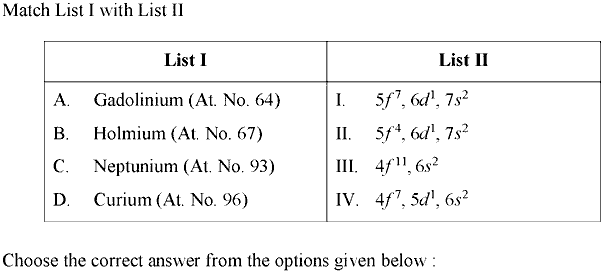 Match List I with List II
List I List II
A. Gadolinium (At. No. 64) I. 5f⁷, 6d¹, 7s²
B. Holmium (At. No. 67) II. 5f⁴, 6d¹, 7s²
C. Neptunium (At. No. 93) III. 4f¹¹, 6s²
D. Curium (At. No. 96) IV. 4f⁷, 5d¹, 6s²
Choose the correct answer from the options given below :